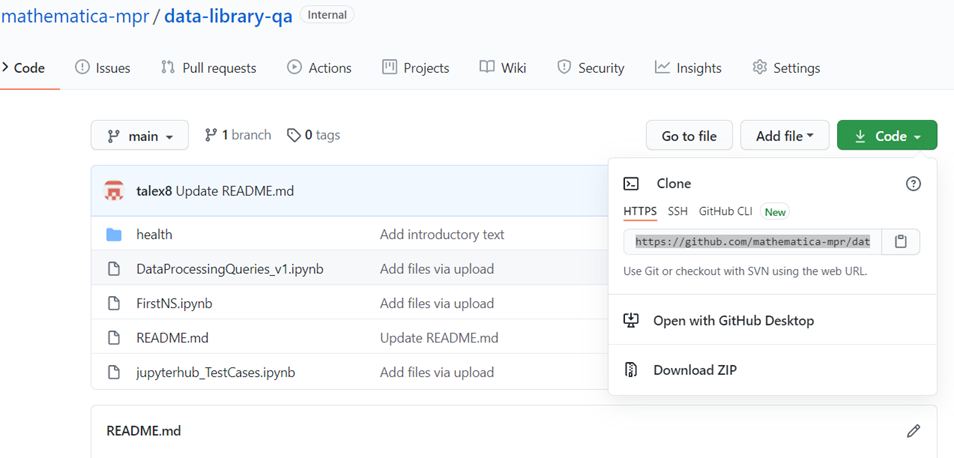 mathematica-mpr / data-library-qa Internal
Code Issues Pull requests Actions Projects Wiki Security Insights Settings
main 1 branch 0 tags Go to file Add file Code
talex8 Update README.md
health Add introductory text
DataProcessingQueries_v1.ipynb Add files via upload
FirstNS.ipynb Add files via upload
README.md Update README.md
jupyterhub_TestCases.ipynb Add files via upload
Clone
HTTPS SSH GitHub CLI New
https://github.com/mathematica-mpr/dat
Use Git or checkout with SVN using the web URL.
Open with GitHub Desktop
Download ZIP
README.md